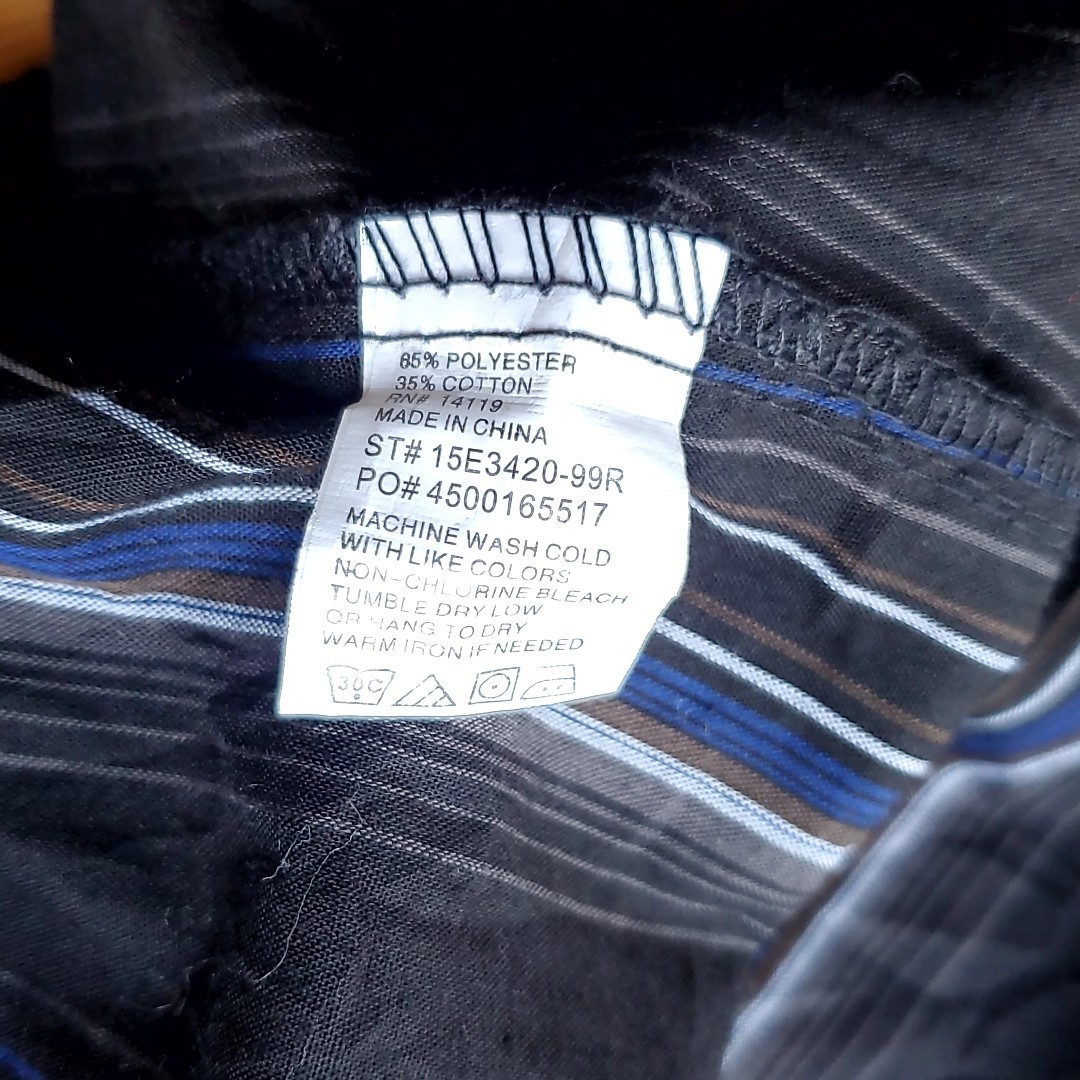 65% POLYESTER
35% COTTON
RN# 14119
MADE IN CHINA
ST# 15E3420-99R
PO# 4500165517
MACHINE WASH COLD
WITH LIKE COLORS
NON-CHLORINE BLEACH
TUMBLE DRY LOW
OR HANG TO DRY
WARM IRON IF NEEDED
30C